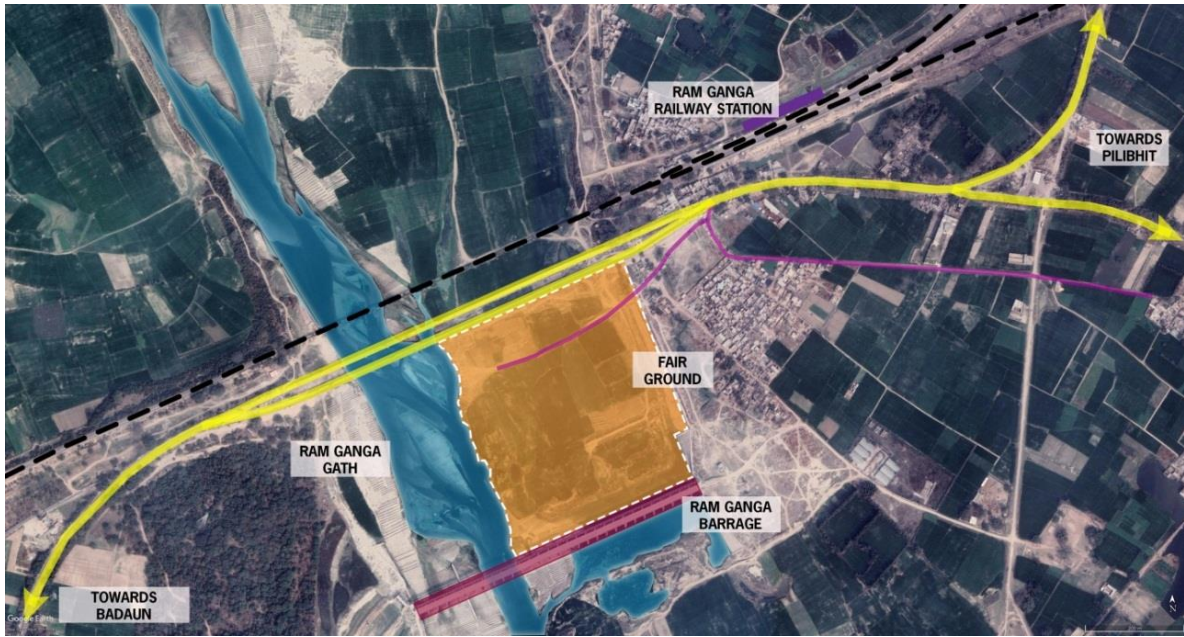 RAM GANGA
RAILWAY STATION
TOWARDS
PILIBHIT
FAIR
GROUND
RAM GANGA
GATH
RAM GANGA
BARRAGE
TOWARDS
BADAUN
Google Earth
N